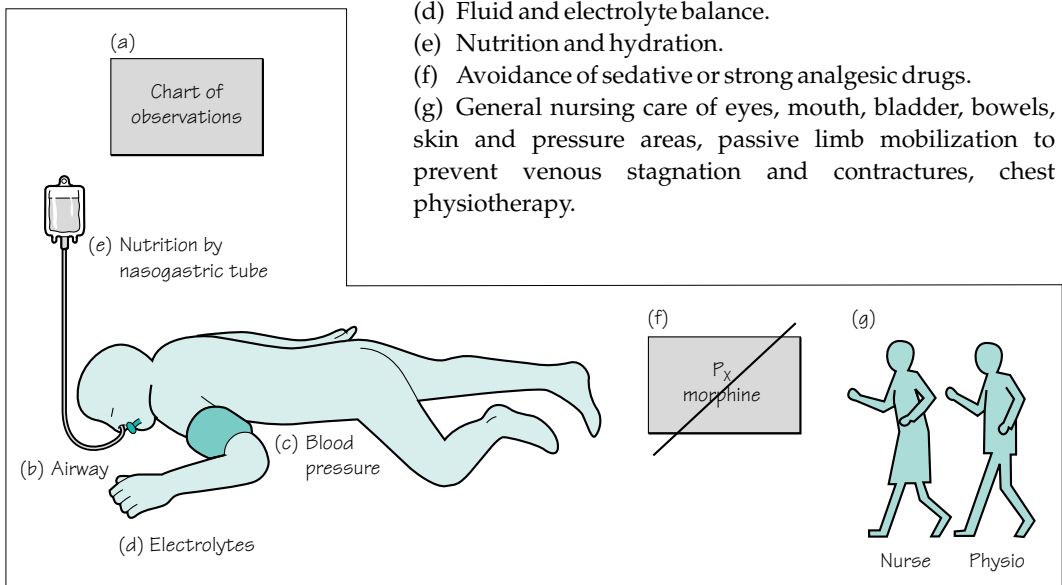 (d) Fluid and electrolyte balance.
(e) Nutrition and hydration.
(f) Avoidance of sedative or strong analgesic drugs.
(g) General nursing care of eyes, mouth, bladder, bowels,
skin and pressure areas, passive limb mobilization to
prevent venous stagnation and contractures, chest
physiotherapy.
(a)
Chart of
observations
(e) Nutrition by
nasogastric tube
(b) Airway
(c) Blood
pressure
(d) Electrolytes
(f)
Px
morphine
(g)
Nurse
Physio